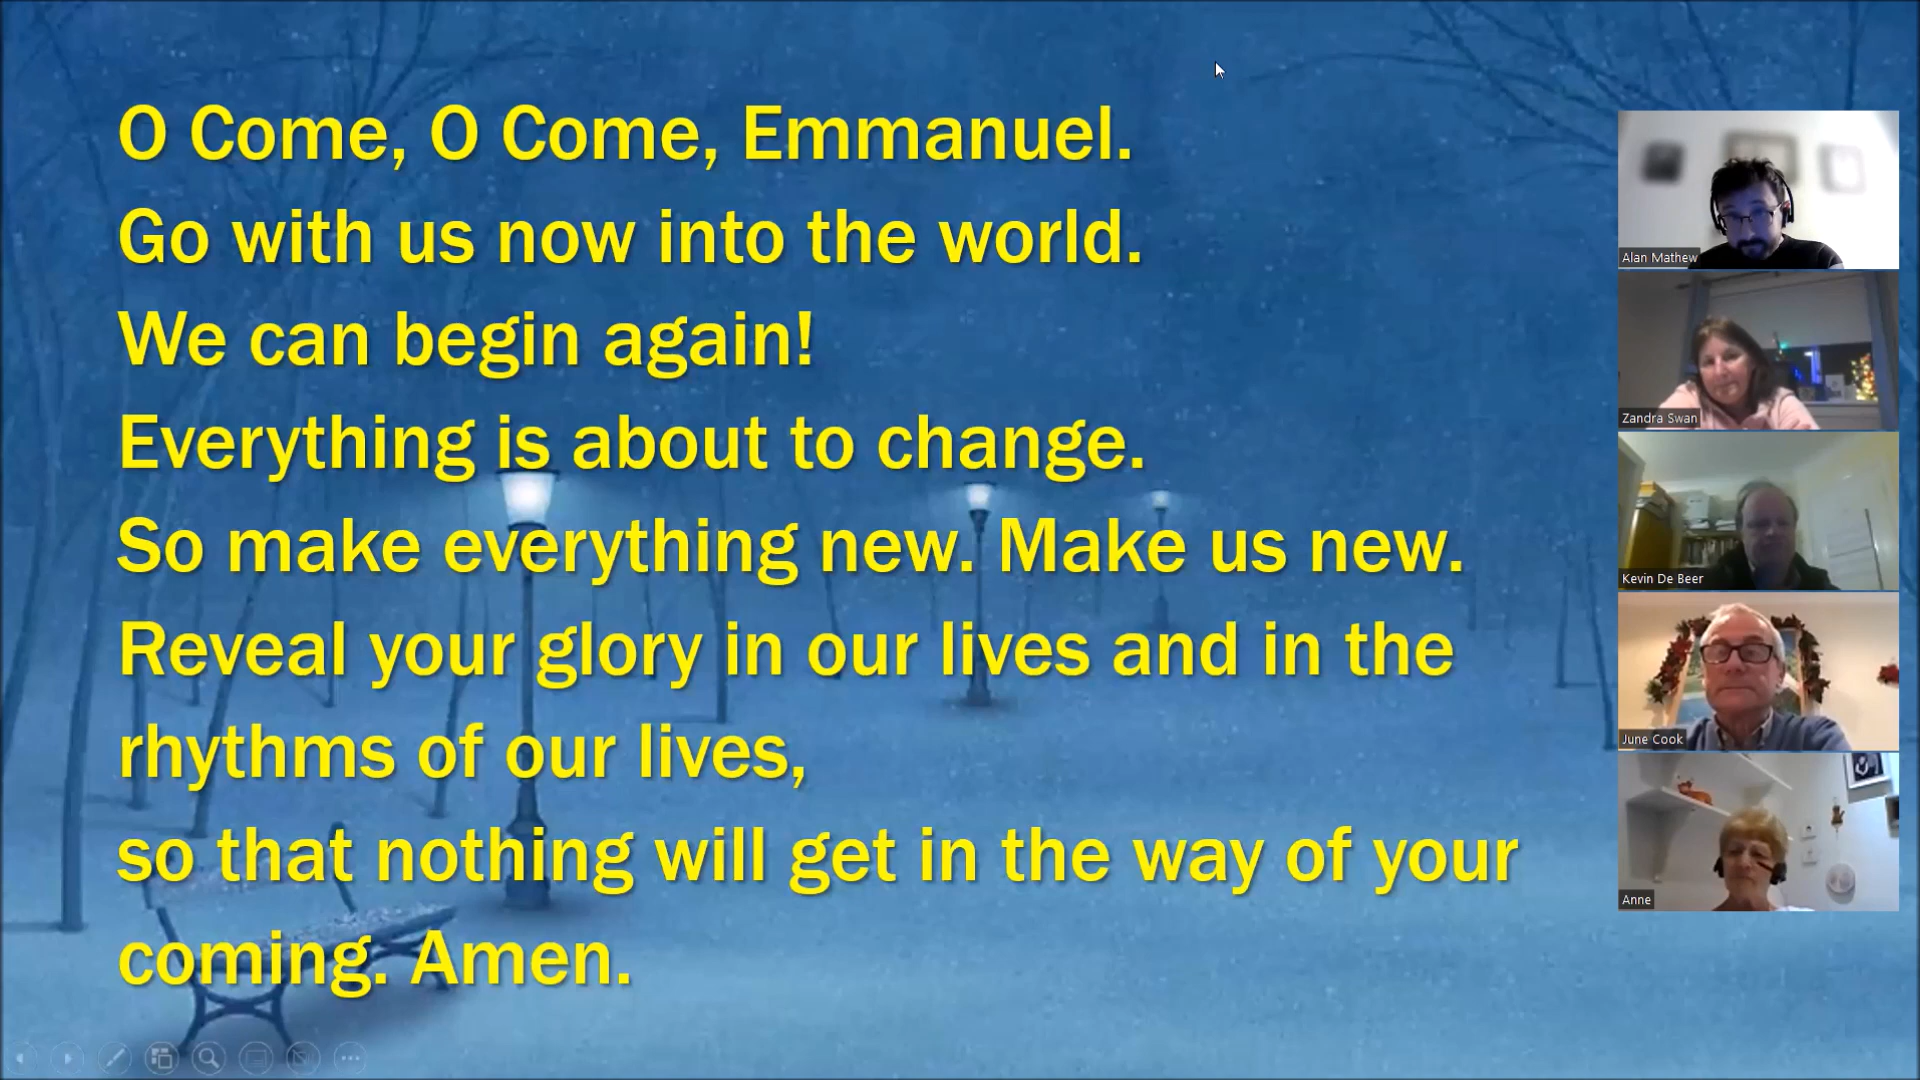 O Come, O Come, Emmanuel.
Go with us now into the world.
We can begin again!
Everything is about to change.
So make everything new. Make us new.
Reveal your glory in our lives and in the
rhythms of our lives,
so that nothing will get in the way of your
coming. Amen.
Alan Mathew
Zandra Swan
Kevin De Beer
June Cook
Anne